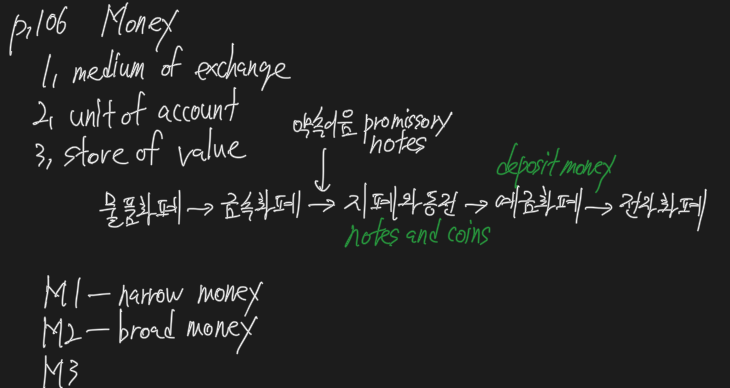 p.106 Money
1, medium of exchange
2, unit of account
3, store of value
약속어음 promissory
notes
deposit money
물품화폐 → 금속화폐 → 지폐와동전 → 예금화폐 → 전자화폐
notes and coins
M1 — narrow money
M2 — broad money
M3